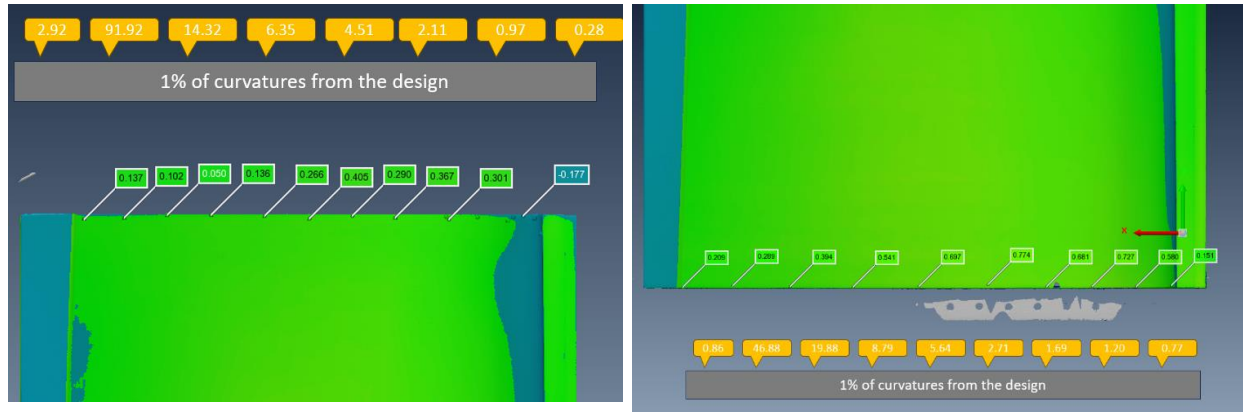 2.92 91.92 14.32 6.35 4.51 2.11 0.97 0.28
1% of curvatures from the design
0.137 0.102 0.050 0.136 0.266 0.405 0.290 0.367 0.301 -0.177
X
0.209 0.289 0.394 0.541 0.697 0.774 0.681 0.727 0.580 0.151
0.86 46.88 19.88 8.79 5.64 2.71 1.69 1.20 0.77
1% of curvatures from the design